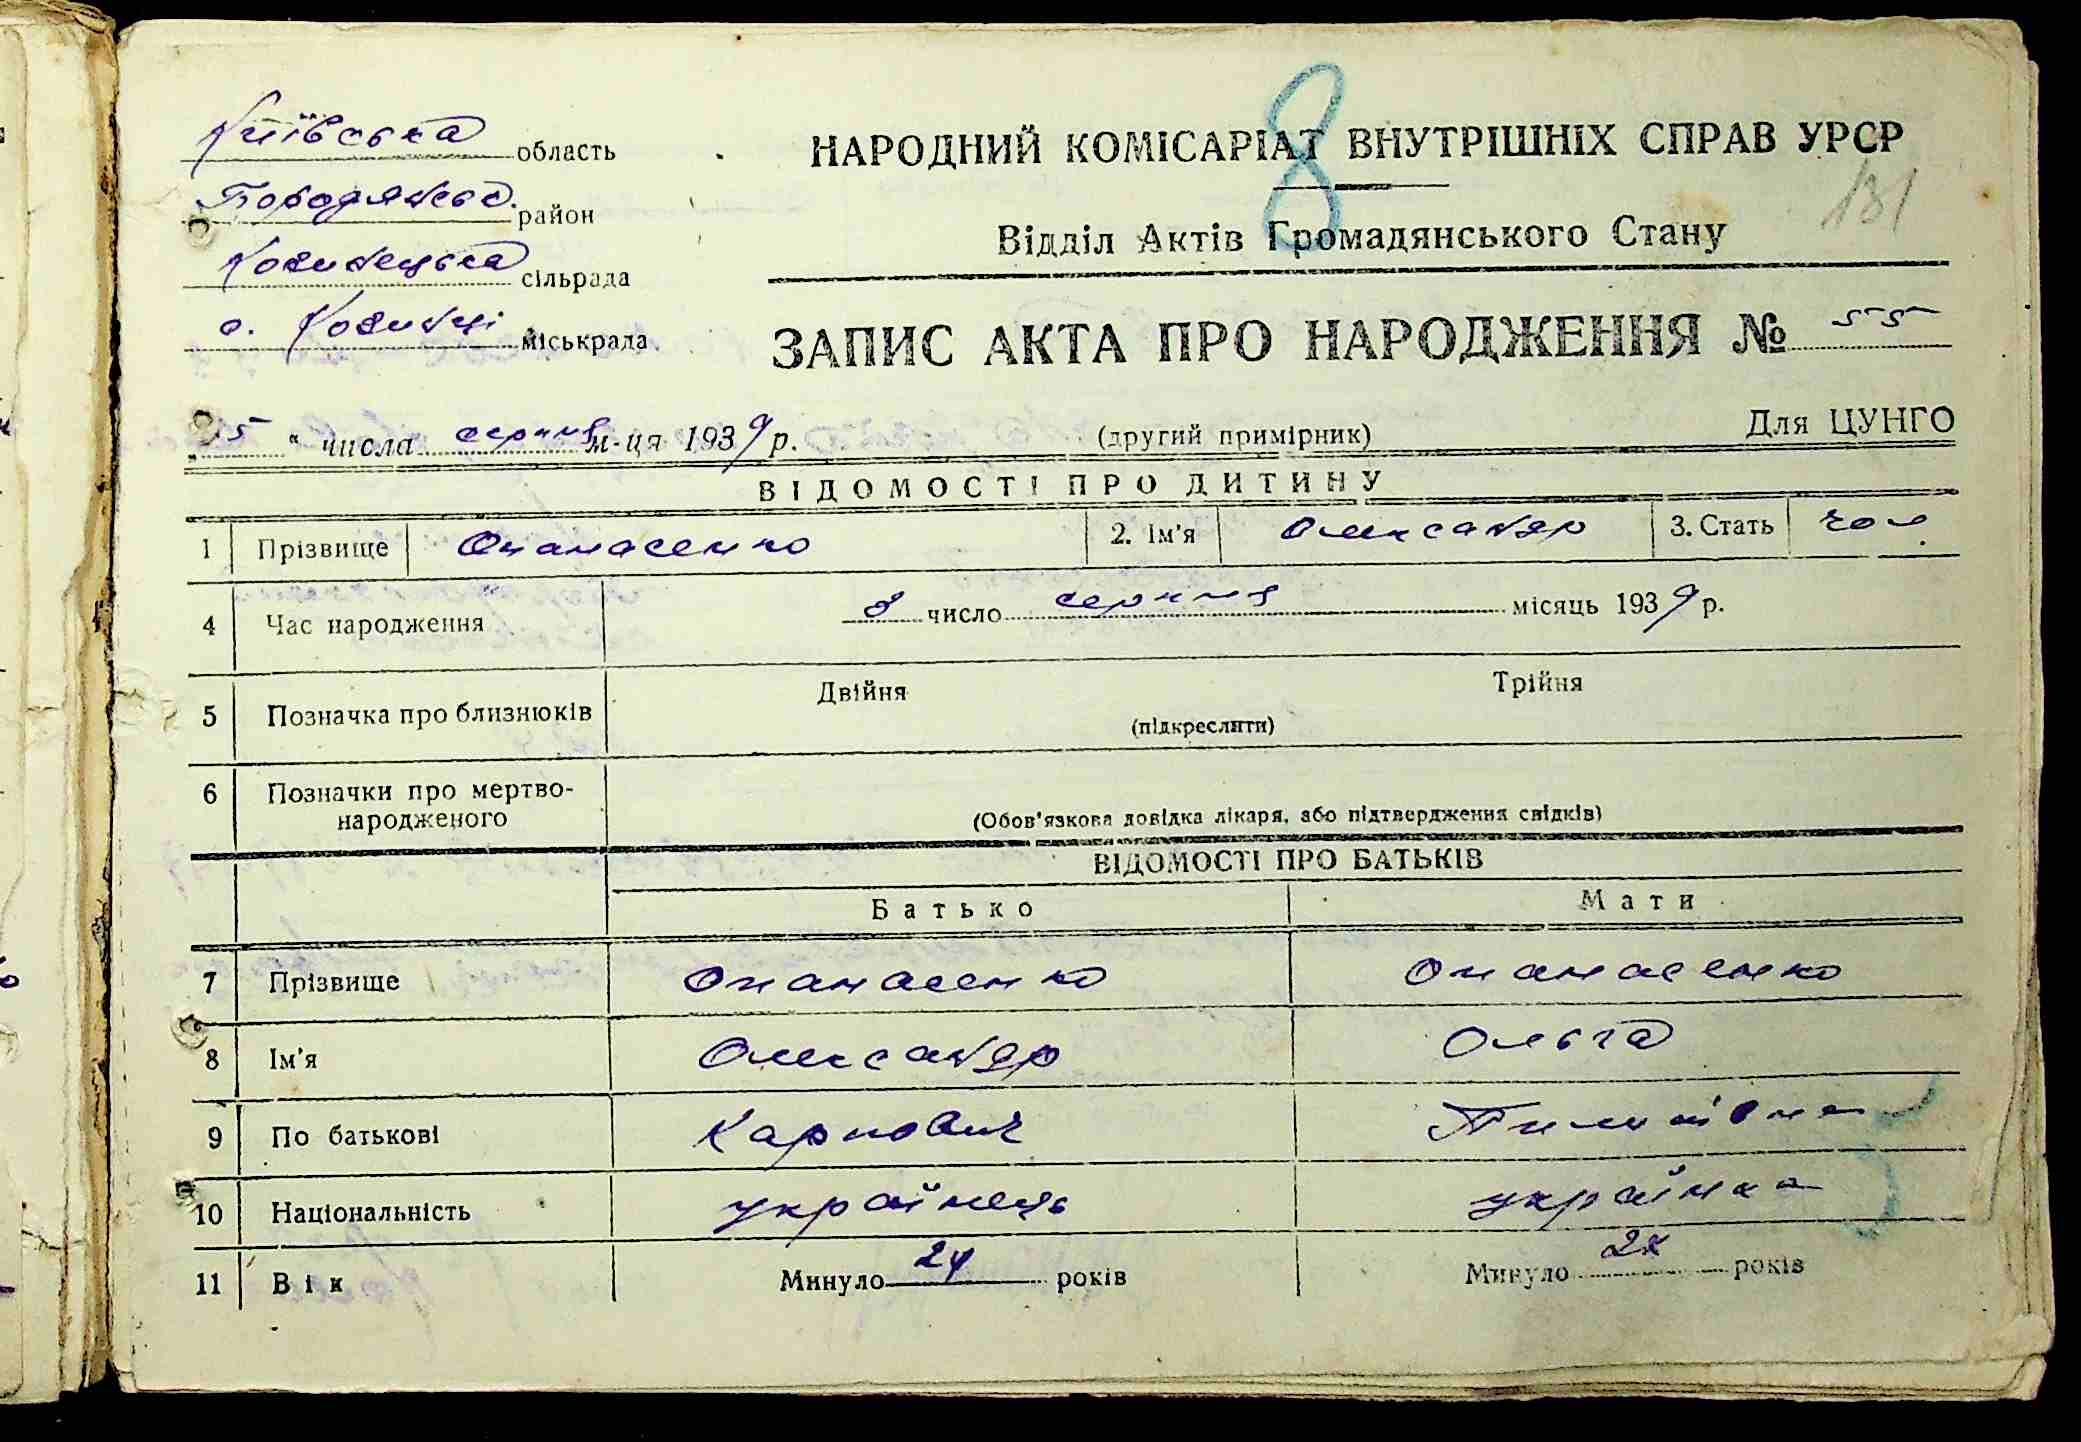 Київська область
Бородянськ. район
Кодинецька сільрада
с. Кодинці міськрада
НАРОДНИЙ КОМІСАРІАТ ВНУТРІШНІХ СПРАВ УРСР
8
131
Відділ Актів Громадянського Стану
ЗАПИС АКТА ПРО НАРОДЖЕННЯ № 55
числа серпня м-ця 1939 р.
(другий примірник)
Для ЦУНГО
ВІДОМОСТІ ПРО ДИТИНУ
1 Прізвище Опанасенко 2. Ім'я Олександр 3. Стать чол.
4 Час народження 8 число серпня місяць 1939 р.
5 Позначка про близнюків Двійня Трійня
(підкреслити)
6 Позначки про мертво-
народженого
(Обов'язкова довідка лікаря, або підтвердження свідків)
ВІДОМОСТІ ПРО БАТЬКІВ
Батько Мати
7 Прізвище Опанасенко Опанасенко
8 Ім'я Олександр Ольга
9 По батькові Карпович
10 Національність українець українка
11 Вік Минуло 24 років Минуло років